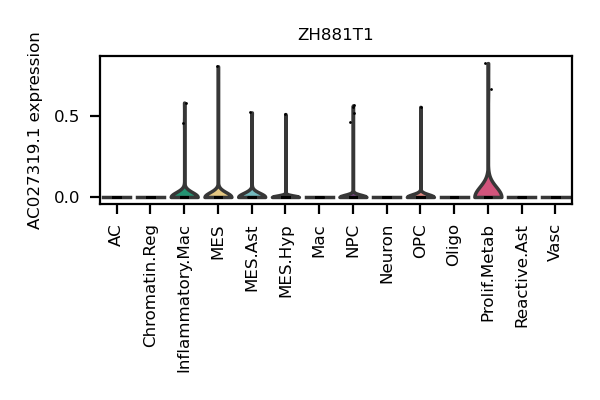 ZH881T1
AC027319.1 expression
0.5
0.0
AC
Chromatin.Reg
Inflammatory.Mac
MES
MES.Ast
MES.Hyp
Mac
NPC
Neuron
OPC
Oligo
Prolif.Metab
Reactive.Ast
Vasc